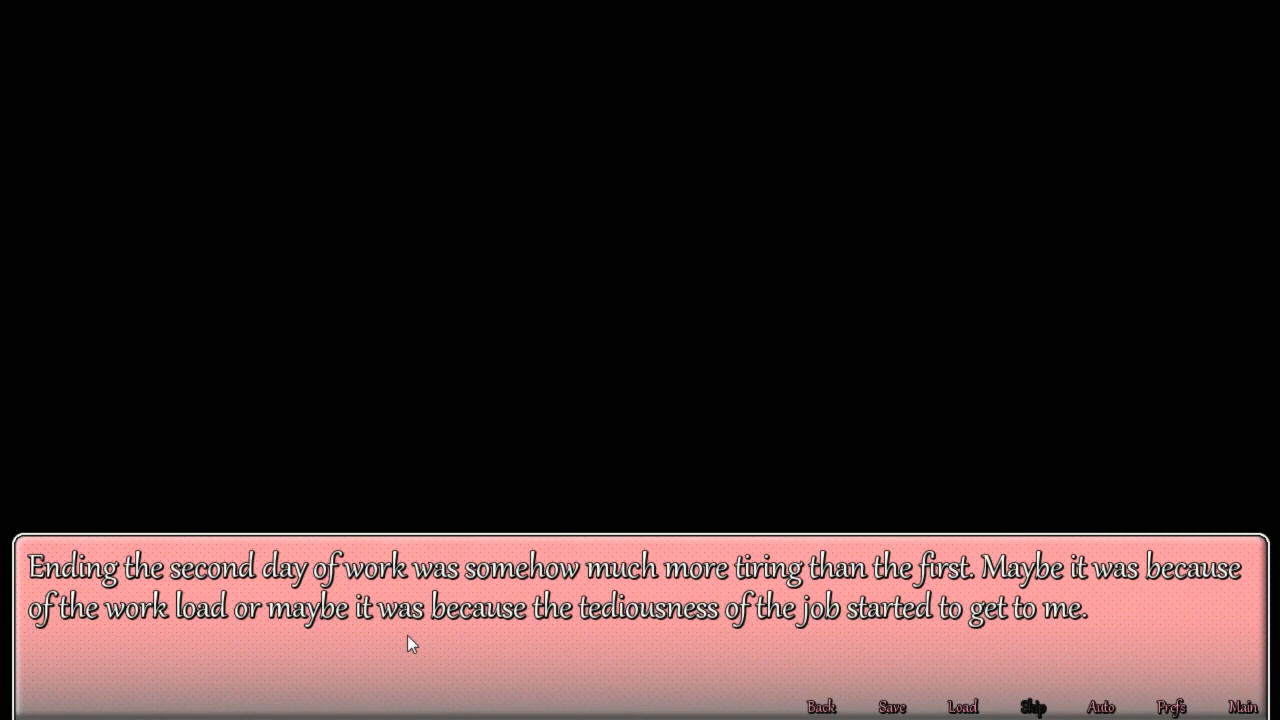 Ending the second day of work was somehow much more tiring than the first. Maybe it was because
of the work load or maybe it was because the tediousness of the job started to get to me.
Back Save Load Skip Auto Prefs Main